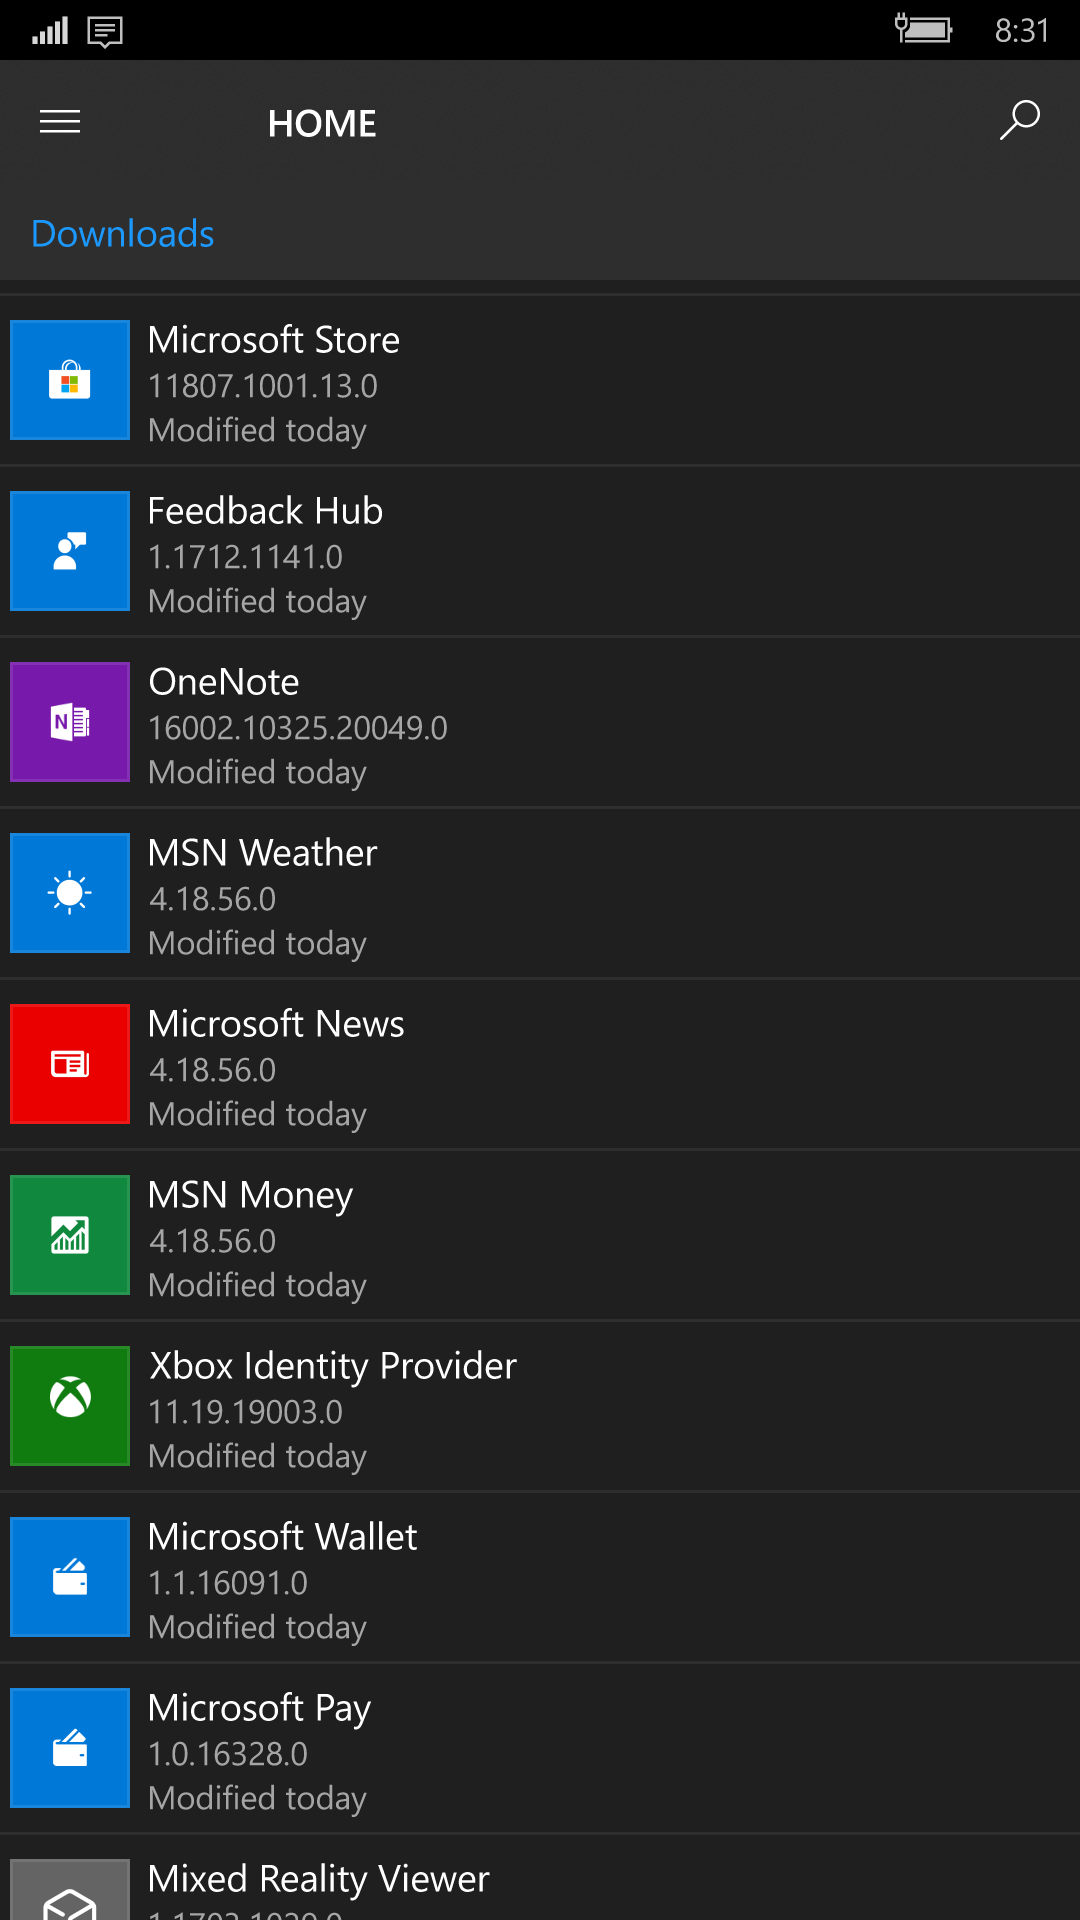 8:31
HOME
Downloads
Microsoft Store
11807.1001.13.0
Modified today
Feedback Hub
1.1712.1141.0
Modified today
N
OneNote
16002.10325.20049.0
Modified today
MSN Weather
4.18.56.0
Modified today
Microsoft News
4.18.56.0
Modified today
MSN Money
4.18.56.0
Modified today
Xbox Identity Provider
11.19.19003.0
Modified today
Microsoft Wallet
1.1.16091.0
Modified today
Microsoft Pay
1.0.16328.0
Modified today
Mixed Reality Viewer